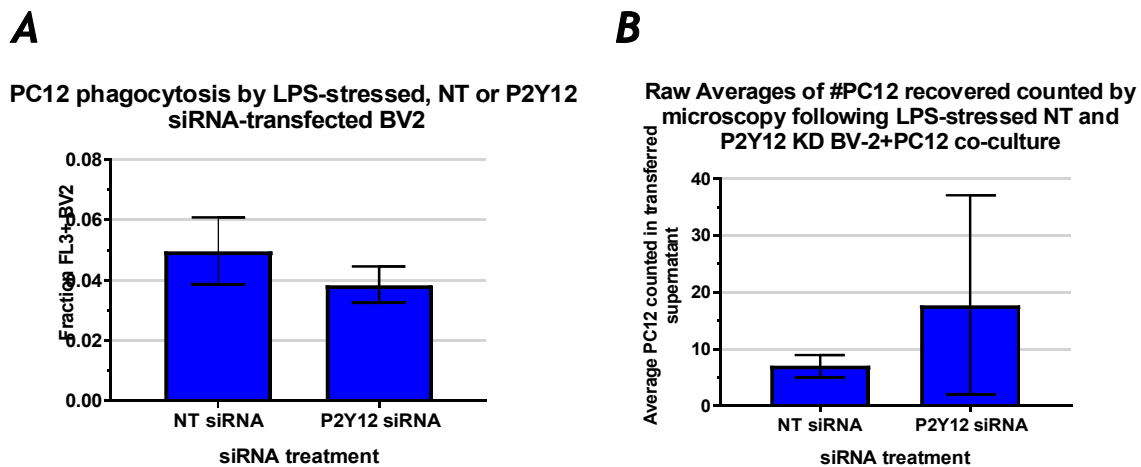 A
PC12 phagocytosis by LPS-stressed, NT or P2Y12
siRNA-transfected BV2
Fraction FL3+ BV2
0.08
0.06
0.04
0.02
0.00
NT siRNA
P2Y12 siRNA
siRNA treatment
B
Raw Averages of #PC12 recovered counted by
microscopy following LPS-stressed NT and
P2Y12 KD BV-2+PC12 co-culture
Average PC12 counted in transferred
supernatant
40
30
20
10
0
NT siRNA
P2Y12 siRNA
siRNA treatment